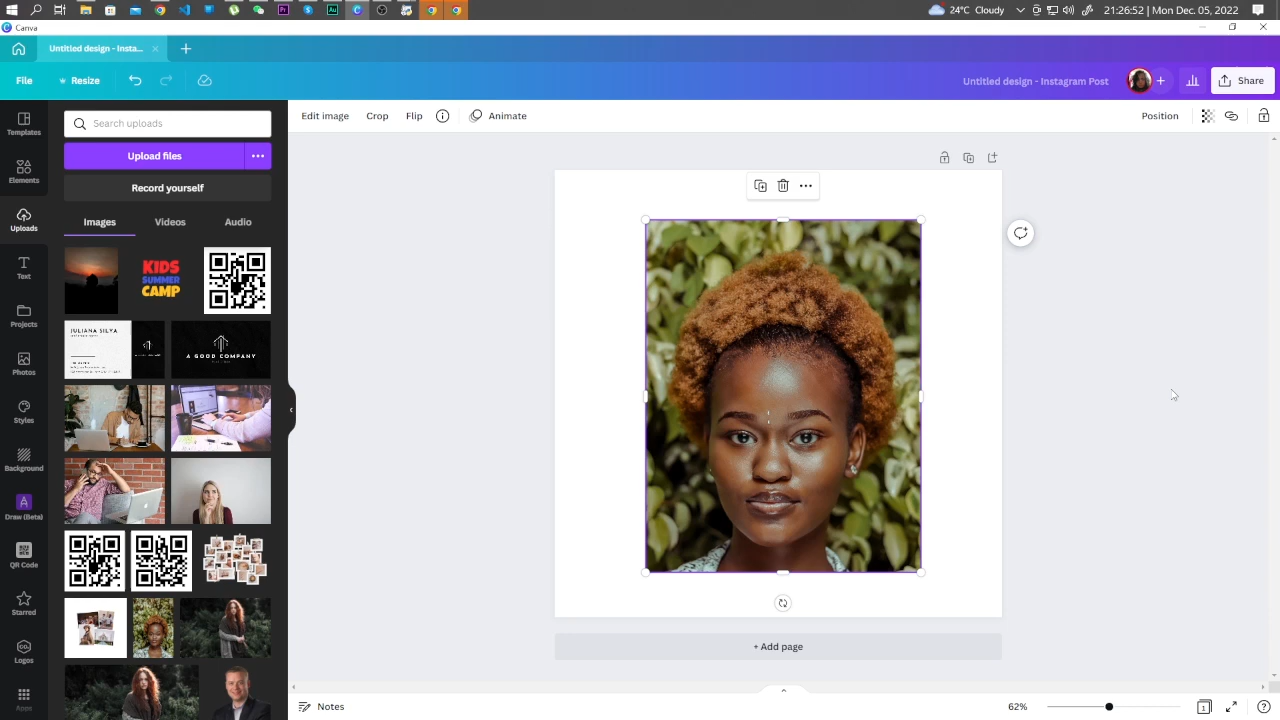 24°C Cloudy
21:26:52 | Mon Dec. 05, 2022
Canva
Untitled design - Insta...
File
Resize
Untitled design - Instagram Post
Share
Templates
Elements
Uploads
Text
Projects
Photos
Styles
Background
Draw (Beta)
QR Code
Starred
Logos
Apps
Search uploads
Upload files
Record yourself
Images
Videos
Audio
KIDS
SUMMER
CAMP
JULIANA SILVA
A GOOD COMPANY
Edit image
Crop
Flip
Animate
Position
+ Add page
Notes
62%
1